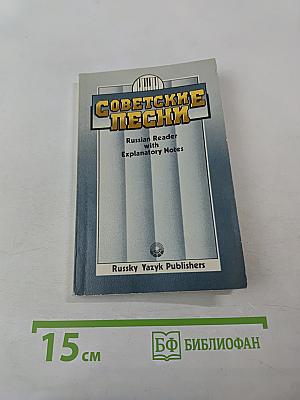 СОВЕТСКИЕ
ПЕСНИ
Russian Reader
with
Explanatory Notes
Russky Yazyk Publishers
15 см
БФ БИБЛИОФАН